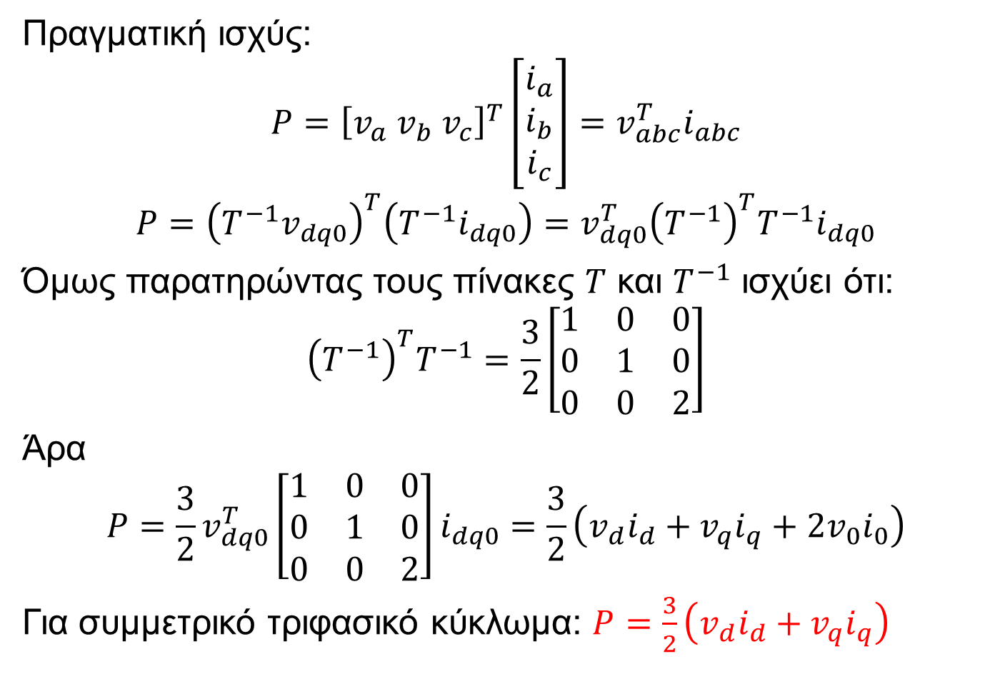 Πραγματική ισχύς:
$P = [v_a \; v_b \; v_c]^T \begin{bmatrix} i_a \\ i_b \\ i_c \end{bmatrix} = v_{abc}^T i_{abc}$
$P = \left(T^{-1} v_{dq0}\right)^T \left(T^{-1} i_{dq0}\right) = v_{dq0}^T \left(T^{-1}\right)^T T^{-1} i_{dq0}$
Όμως παρατηρώντας τους πίνακες $T$ και $T^{-1}$ ισχύει ότι:
$\left(T^{-1}\right)^T T^{-1} = \frac{3}{2} \begin{bmatrix} 1 & 0 & 0 \\ 0 & 1 & 0 \\ 0 & 0 & 2 \end{bmatrix}$
Άρα
$P = \frac{3}{2} v_{dq0}^T \begin{bmatrix} 1 & 0 & 0 \\ 0 & 1 & 0 \\ 0 & 0 & 2 \end{bmatrix} i_{dq0} = \frac{3}{2} \left(v_d i_d + v_q i_q + 2 v_0 i_0\right)$
Για συμμετρικό τριφασικό κύκλωμα: $P = \frac{3}{2} \left(v_d i_d + v_q i_q\right)$